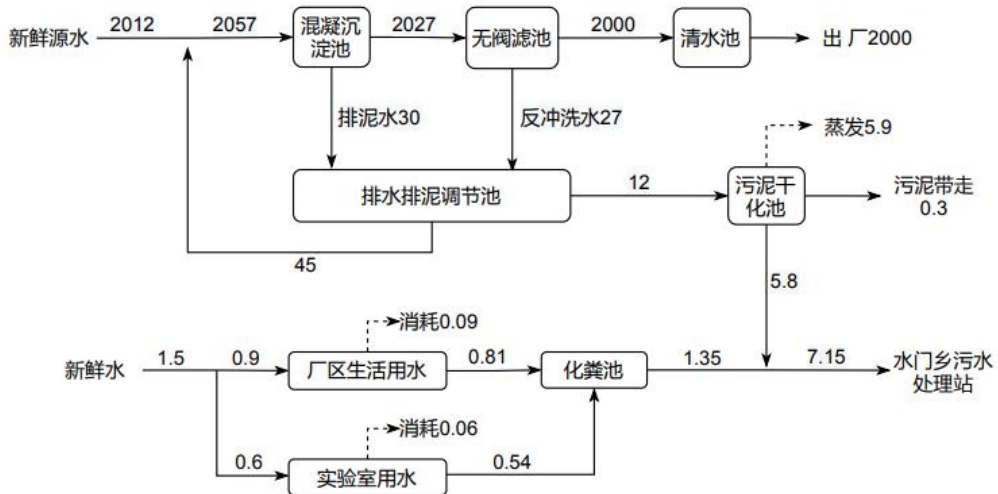 新鲜源水
2012
2057
混凝沉
淀池
2027
无阀滤池
2000
清水池
出 厂2000
排泥水30
反冲洗水27
蒸发5.9
排水排泥调节池
12
污泥干
化池
污泥带走
0.3
45
5.8
消耗0.09
新鲜水
1.5
0.9
厂区生活用水
0.81
化粪池
1.35
7.15
水门乡污水
处理站
消耗0.06
0.6
实验室用水
0.54